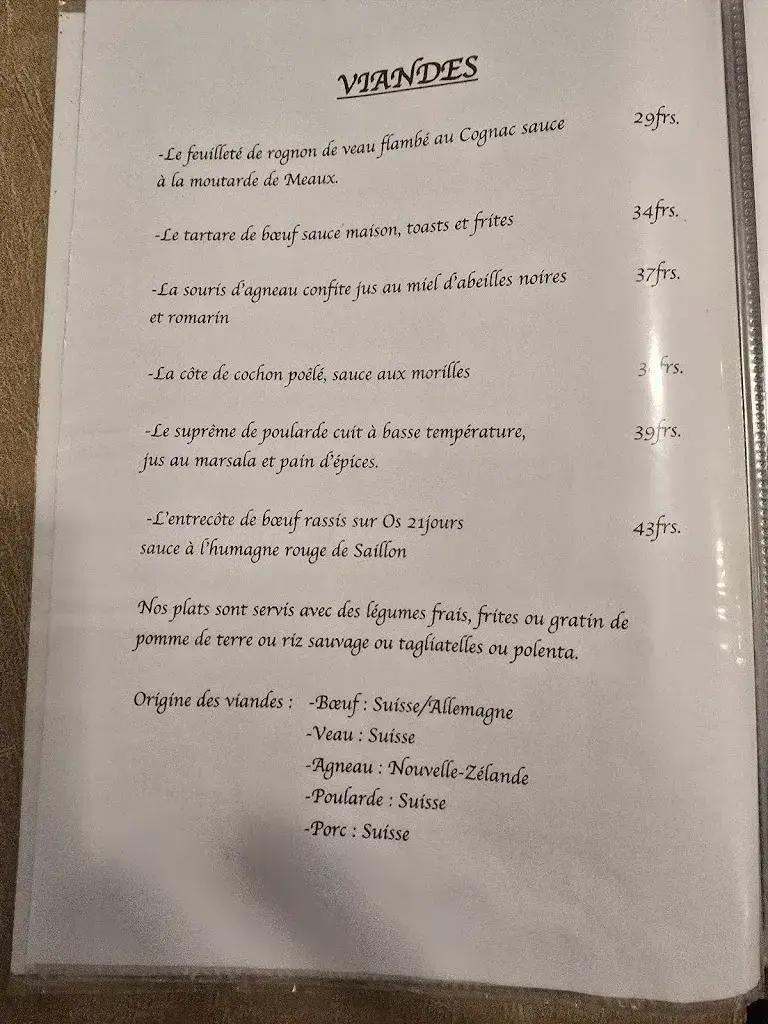 VIANDES
-Le feuilleté de rognon de veau flambé au Cognac sauce 29frs.
à la moutarde de Meaux.
-Le tartare de bœuf sauce maison, toasts et frites 34frs.
-La souris d'agneau confite jus au miel d'abeilles noires 37frs.
et romarin
-La côte de cochon poêlé, sauce aux morilles
-Le suprême de poularde cuit à basse température, 39frs.
jus au marsala et pain d'épices.
-L'entrecôte de bœuf rassis sur Os 21jours 43frs.
sauce à l'humagne rouge de Saillon
Nos plats sont servis avec des légumes frais, frites ou gratin de
pomme de terre ou riz sauvage ou tagliatelles ou polenta.
Origine des viandes : -Bœuf : Suisse/Allemagne
-Veau : Suisse
-Agneau : Nouvelle-Zélande
-Poularde : Suisse
-Porc : Suisse